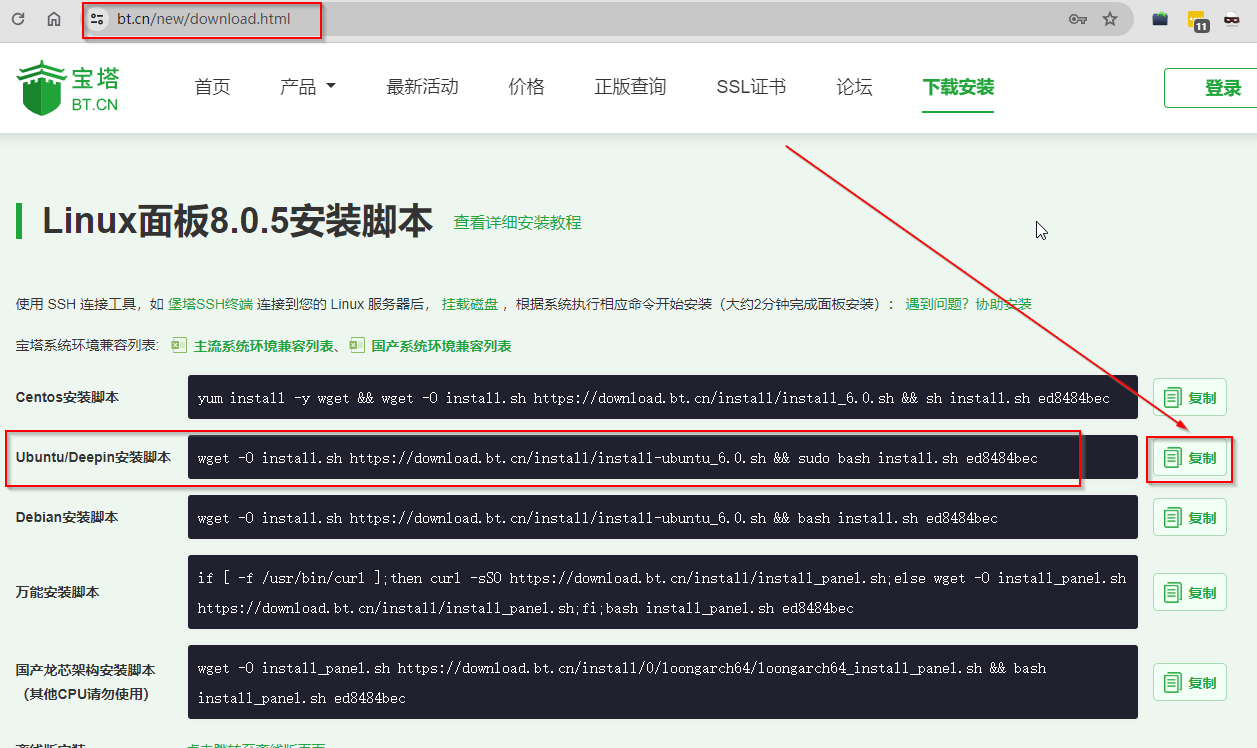 bt.cn/new/download.html
11
宝塔
BT.CN
首页 产品 最新活动 价格 正版查询 SSL证书 论坛 下载安装 登录
Linux面板8.0.5安装脚本 查看详细安装教程
使用 SSH 连接工具，如 堡塔SSH终端 连接到您的 Linux 服务器后， 挂载磁盘 ，根据系统执行相应命令开始安装（大约2分钟完成面板安装）： 遇到问题？协助安装
宝塔系统环境兼容列表: 主流系统环境兼容列表、 国产系统环境兼容列表
Centos安装脚本 yum install -y wget && wget -O install.sh https://download.bt.cn/install/install_6.0.sh && sh install.sh ed8484bec 复制
Ubuntu/Deepin安装脚本 wget -O install.sh https://download.bt.cn/install/install-ubuntu_6.0.sh && sudo bash install.sh ed8484bec 复制
Debian安装脚本 wget -O install.sh https://download.bt.cn/install/install-ubuntu_6.0.sh && bash install.sh ed8484bec 复制
万能安装脚本 if [ -f /usr/bin/curl ];then curl -sSO https://download.bt.cn/install/install_panel.sh;else wget -O install_panel.sh
https://download.bt.cn/install/install_panel.sh;fi;bash install_panel.sh ed8484bec 复制
国产龙芯架构安装脚本
（其他CPU请勿使用） wget -O install_panel.sh https://download.bt.cn/install/0/loongarch64/loongarch64_install_panel.sh && bash
install_panel.sh ed8484bec 复制
离线版安装 点击跳转至离线版页面